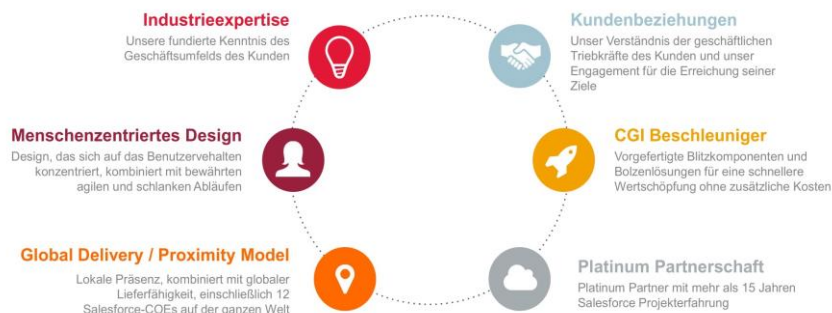 Industrieexpertise
Unsere fundierte Kenntnis des
Geschäftsumfelds des Kunden
Kundenbeziehungen
Unser Verständnis der geschäftlichen
Triebkräfte des Kunden und unser
Engagement für die Erreichung seiner
Ziele
Menschenzentriertes Design
Design, das sich auf das Benutzervehalten
konzentriert, kombiniert mit bewährten
agilen und schlanken Abläufen
CGI Beschleuniger
Vorgefertigte Blitzkomponenten und
Bolzenlösungen für eine schnellere
Wertschöpfung ohne zusätzliche Kosten
Global Delivery / Proximity Model
Lokale Präsenz, kombiniert mit globaler
Lieferfähigkeit, einschließlich 12
Salesforce-COEs auf der ganzen Welt
Platinum Partnerschaft
Platinum Partner mit mehr als 15 Jahren
Salesforce Projekterfahrung